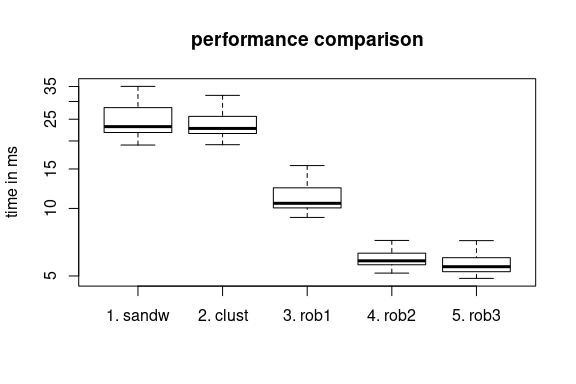 performance comparison
time in ms
35
25
15
10
5
1. sandw
2. clust
3. rob1
4. rob2
5. rob3